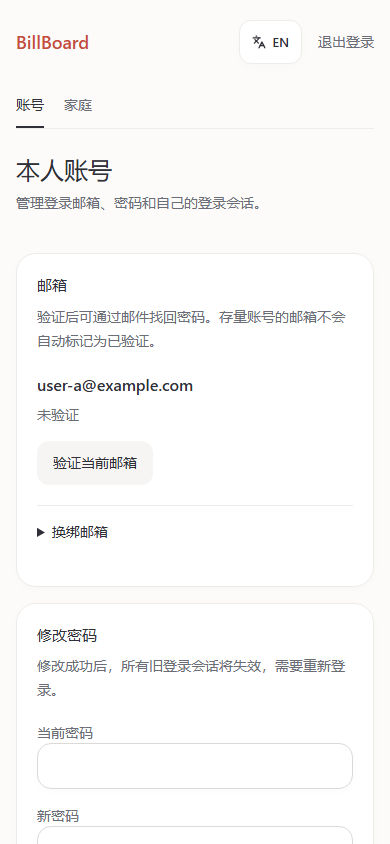 BillBoard
EN
退出登录
账号
家庭
本人账号
管理登录邮箱、密码和自己的登录会话。
邮箱
验证后可通过邮件找回密码。存量账号的邮箱不会
自动标记为已验证。
user-a@example.com
未验证
验证当前邮箱
换绑邮箱
修改密码
修改成功后，所有旧登录会话将失效，需要重新登
录。
当前密码
新密码